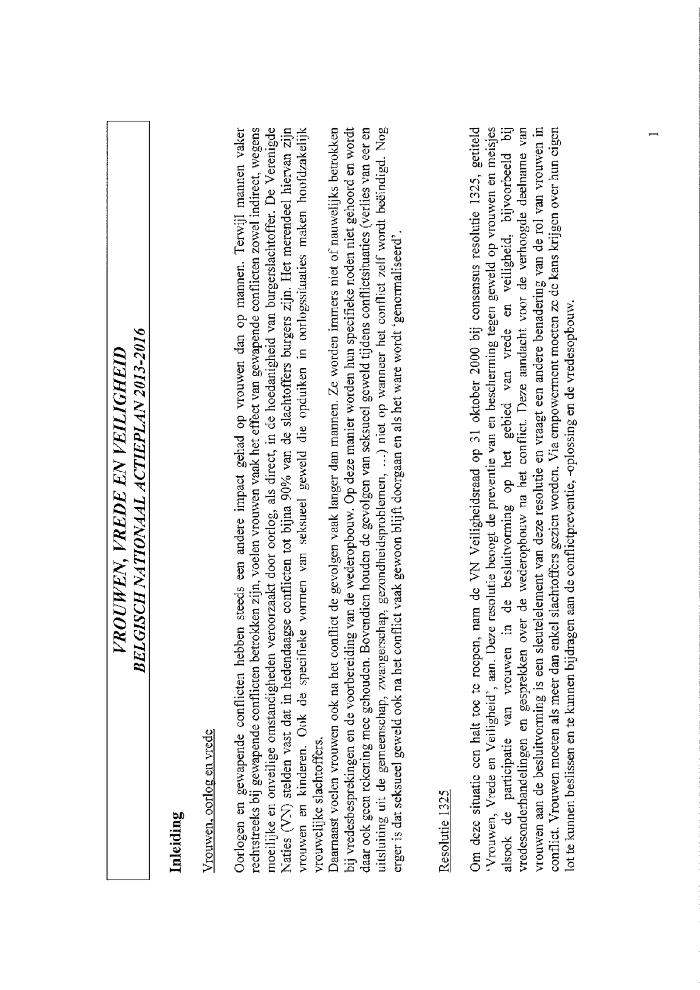 VROUWEN, VREDE EN VEILIGHEID
BELGISCH NATIONAAL ACTIEPLAN 2013-2016
Inleiding
Vrouwen, oorlog en vrede
Oorlogen en gewapende conflicten hebben steeds een andere impact gehad op vrouwen dan op mannen. Terwijl mannen vaker
rechtstreeks bij gewapende conflicten betrokken zijn, voelen vrouwen vaak het effect van gewapende conflicten zowel indirect, wegens
moeilijke en onveilige omstandigheden veroorzaakt door oorlog, als direct, in de hoedanigheid van burgerslachtoffer. De Verenigde
Naties (VN) stelden vast dat in hedendaagse conflicten tot bijna 90% van de slachtoffers burgers zijn. Het merendeel hiervan zijn
vrouwen en kinderen. Ook de specifieke vormen van seksueel geweld die opduiken in oorlogssituaties maken hoofdzakelijk
vrouwelijke slachtoffers.
Daarnaast voelen vrouwen ook na het conflict de gevolgen vaak langer dan mannen. Ze worden immers niet of nauwelijks betrokken
bij vredesbesprekingen en de voorbereiding van de wederopbouw. Op deze manier worden hun specifieke noden niet gehoord en wordt
daar ook geen rekening mee gehouden. Bovendien houden de gevolgen van seksueel geweld tijdens conflictsituaties (verlies van eer en
uitsluiting uit de gemeenschap, zwangerschap, gezondheidsproblemen, ...) niet op wanneer het conflict zelf wordt beëindigd. Nog
erger is dat seksueel geweld ook na het conflict vaak gewoon blijft doorgaan en als het ware wordt ‘genormaliseerd’.
Resolutie 1325
Om deze situatie een halt toe te roepen, nam de VN Veiligheidsraad op 31 oktober 2000 bij consensus resolutie 1325, getiteld
‘Vrouwen, Vrede en Veiligheid’, aan. Deze resolutie beoogt de preventie van en bescherming tegen geweld op vrouwen en meisjes
alsook de participatie van vrouwen in de besluitvorming op het gebied van vrede en veiligheid, bijvoorbeeld bij
vredesonderhandelingen en gesprekken over de wederopbouw na het conflict. Deze aandacht voor de verhoogde deelname van
vrouwen aan de besluitvorming is een sleutelelement van deze resolutie en vraagt een andere benadering van de rol van vrouwen in
conflict. Vrouwen moeten als meer dan enkel slachtoffers gezien worden. Via empowerment moeten ze de kans krijgen over hun eigen
lot te kunnen beslissen en te kunnen bijdragen aan de conflictpreventie, -oplossing en de vredesopbouw.
1